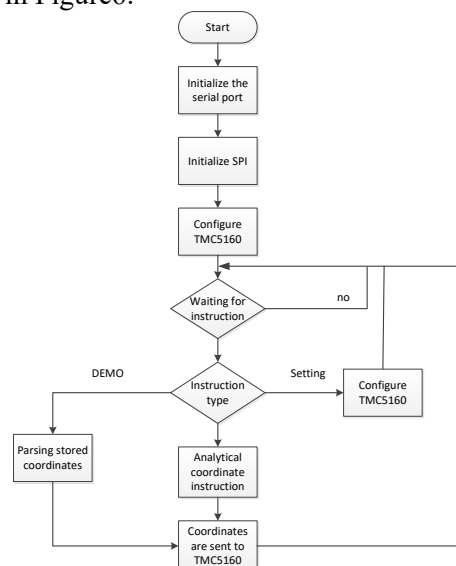 in Figure6.
Start
Initialize the
serial port
Initialize SPI
Configure
TMC5160
Waiting for
instruction
no
DEMO
Instruction
type
Setting
Configure
TMC5160
Parsing stored
coordinates
Analytical
coordinate
instruction
Coordinates
are sent to
TMC5160